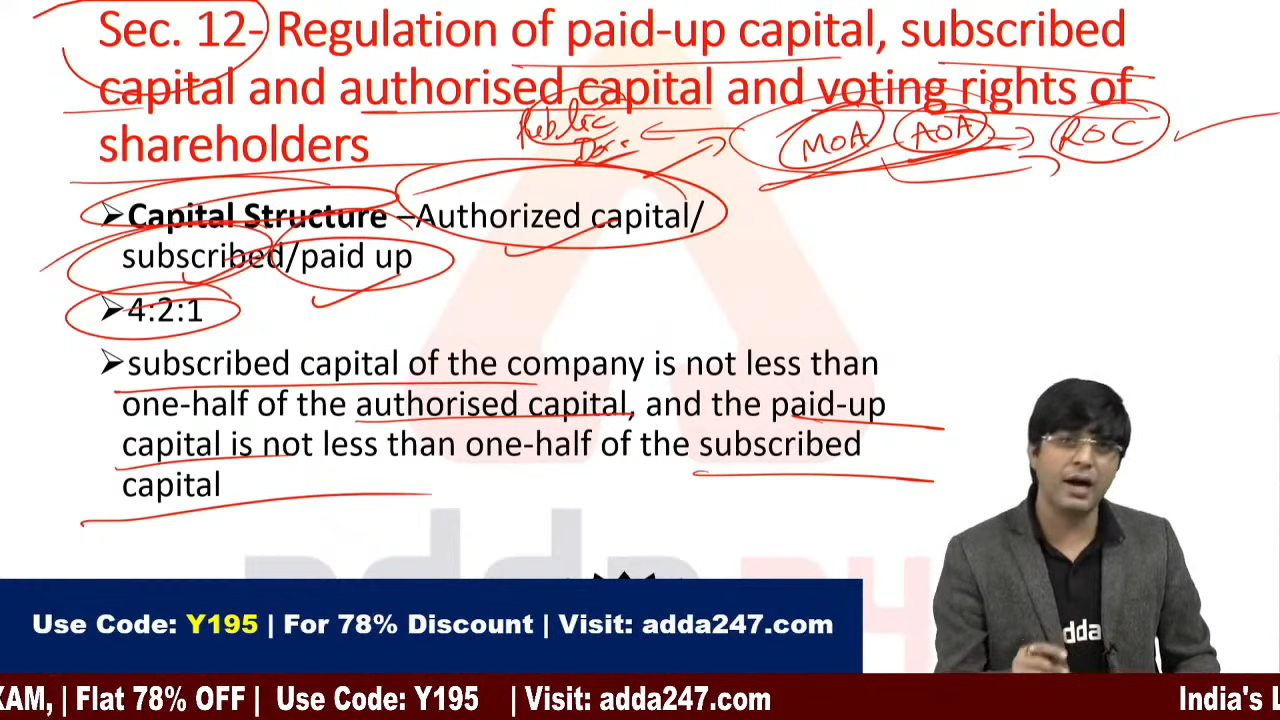 Sec. 12- Regulation of paid-up capital, subscribed
capital and authorised capital and voting rights of
shareholders
Public
Docs
MOA
AOA
ROC
➤Capital Structure –Authorized capital/
subscribed/paid up
➤4:2:1
➤subscribed capital of the company is not less than
one-half of the authorised capital, and the paid-up
capital is not less than one-half of the subscribed
capital
adda
Use Code: Y195 | For 78% Discount | Visit: adda247.com
XAM, | Flat 78% OFF | Use Code: Y195 | Visit: adda247.com India's L